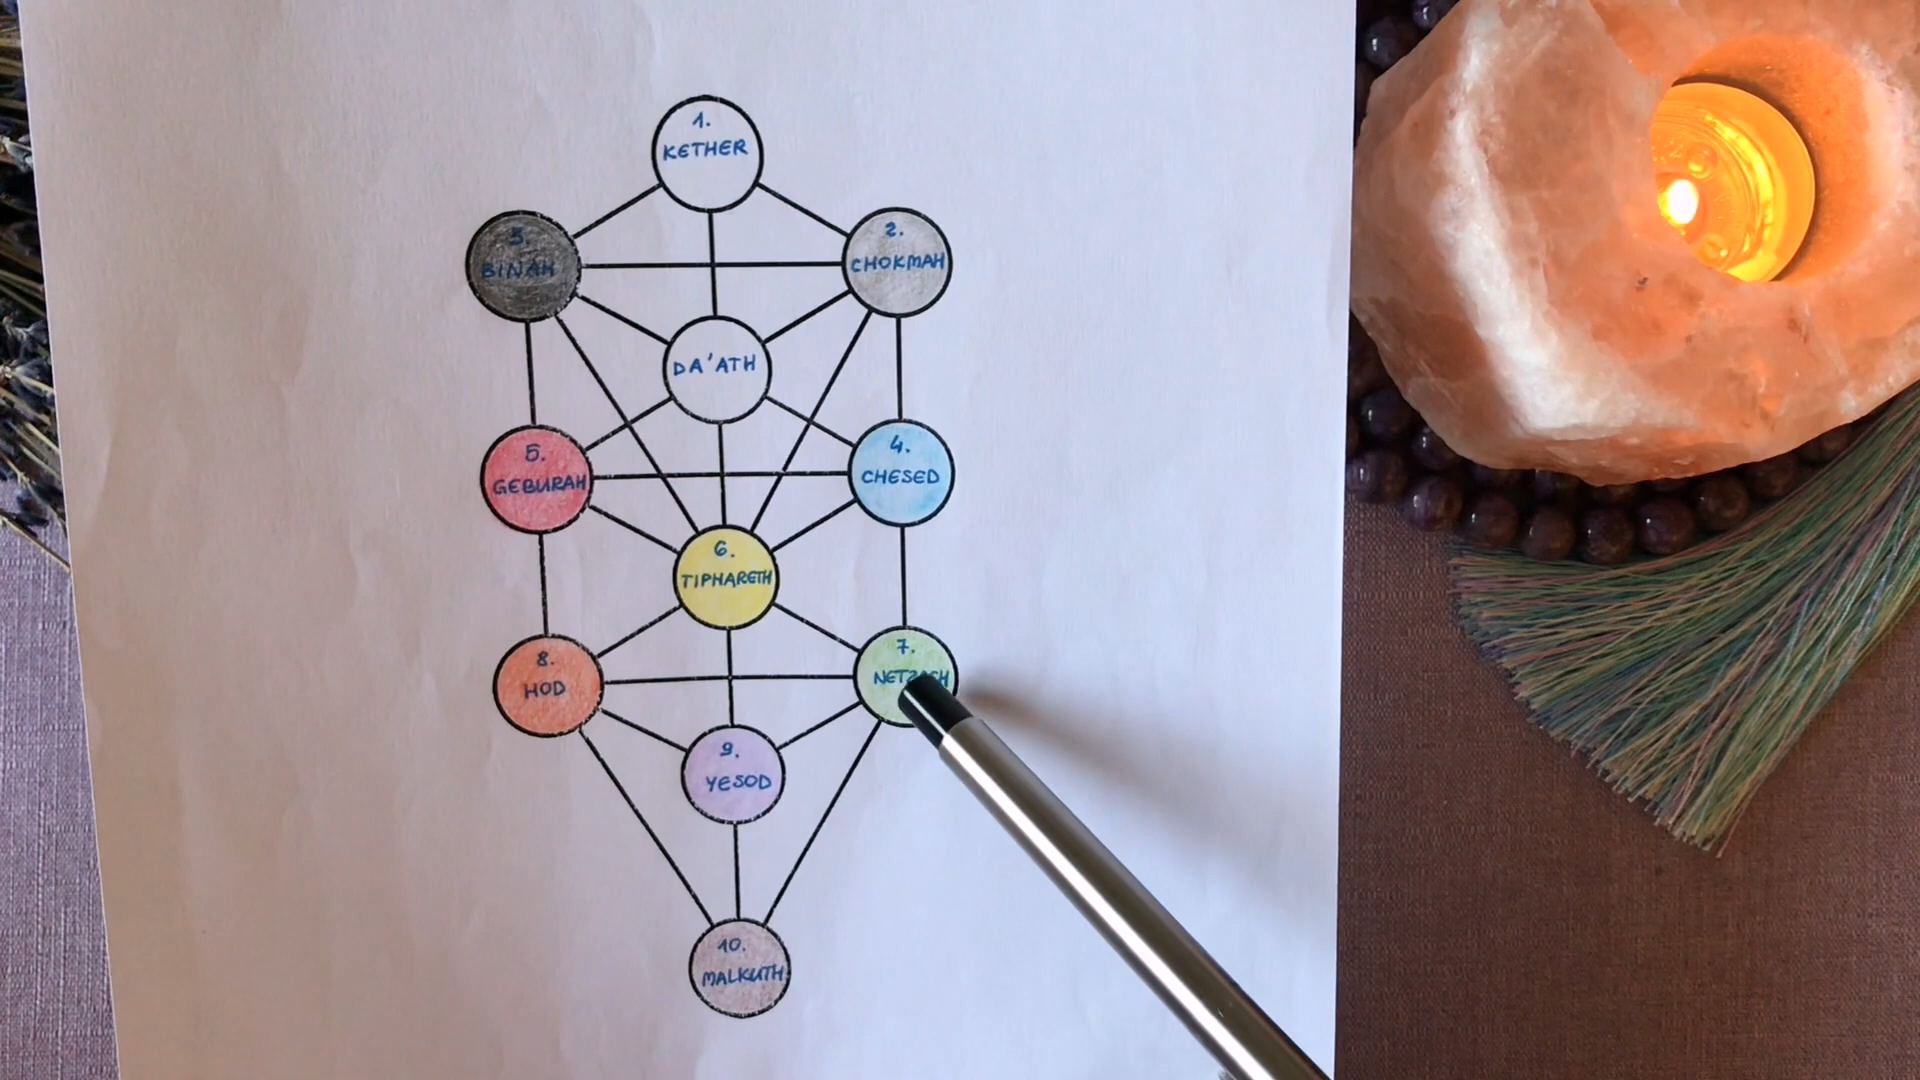 1.
KETHER
2.
CHOKMAH
3.
BINAH
DA'ATH
4.
CHESED
5.
GEBURAH
6.
TIPHARETH
7.
NETZACH
8.
HOD
9.
YESOD
10.
MALKUTH